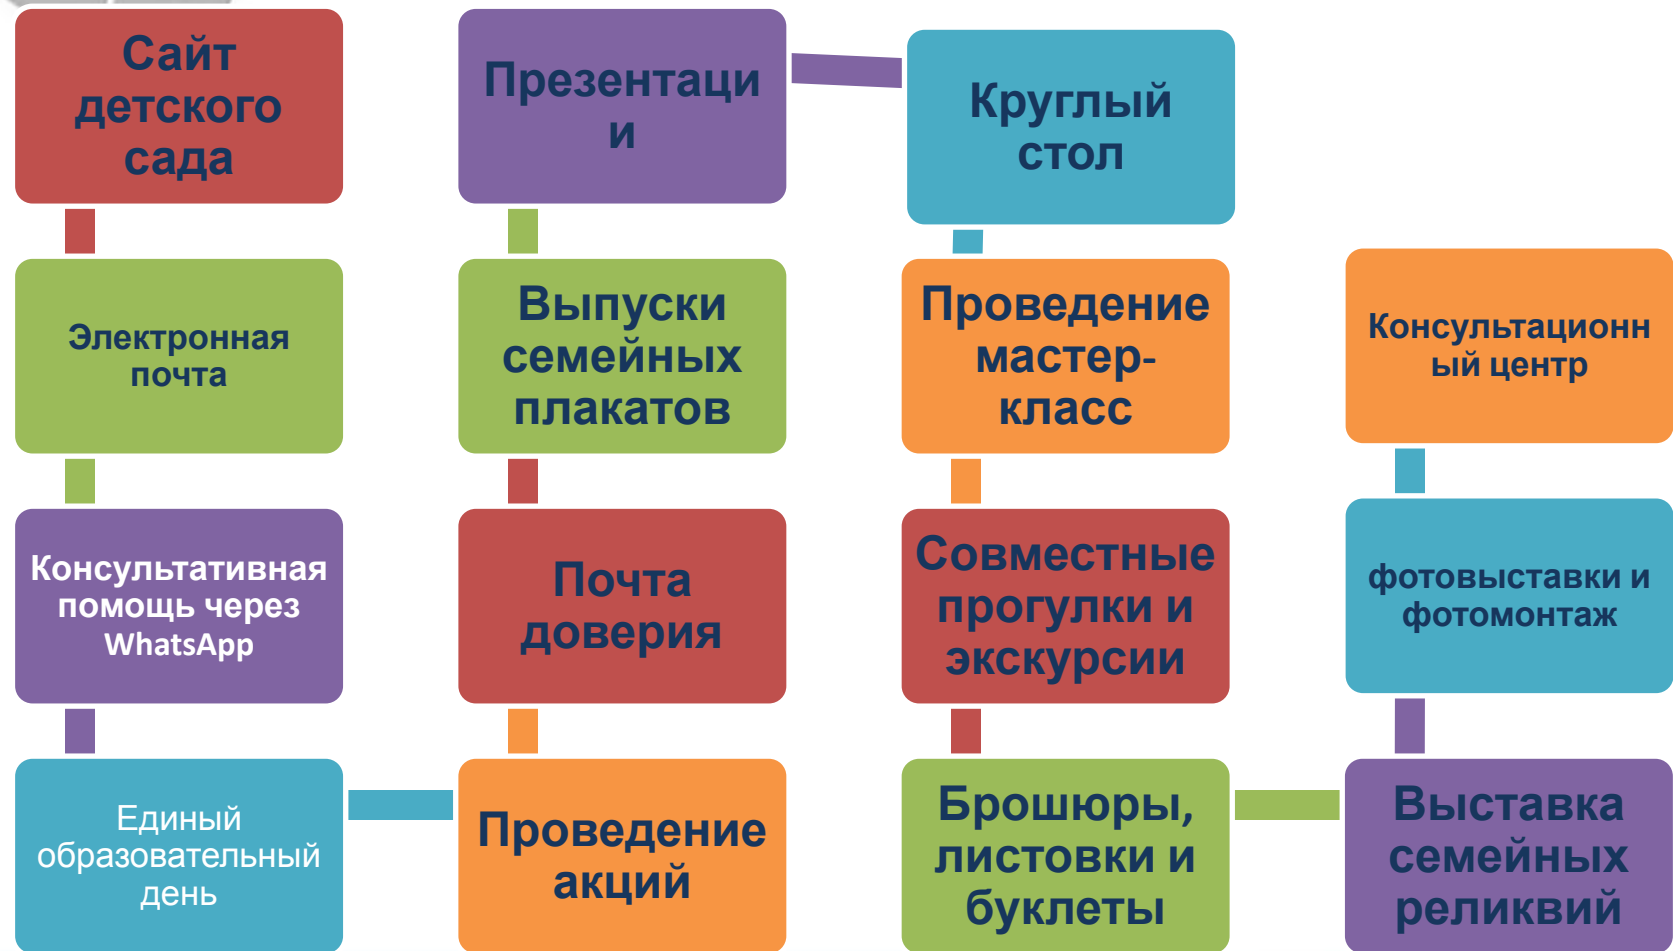 Сайт
детского
сада
Электронная
почта
Консультативная
помощь через
WhatsApp
Единый
образовательный
день
Проведение
акций
Почта
доверия
Выпуски
семейных
плакатов
Презентаци
и
Круглый
стол
Проведение
мастер-
класс
Совместные
прогулки и
экскурсии
Брошюры,
листовки и
буклеты
Выставка
семейных
реликвий
фотовыставки и
фотомонтаж
Консультационн
ый центр